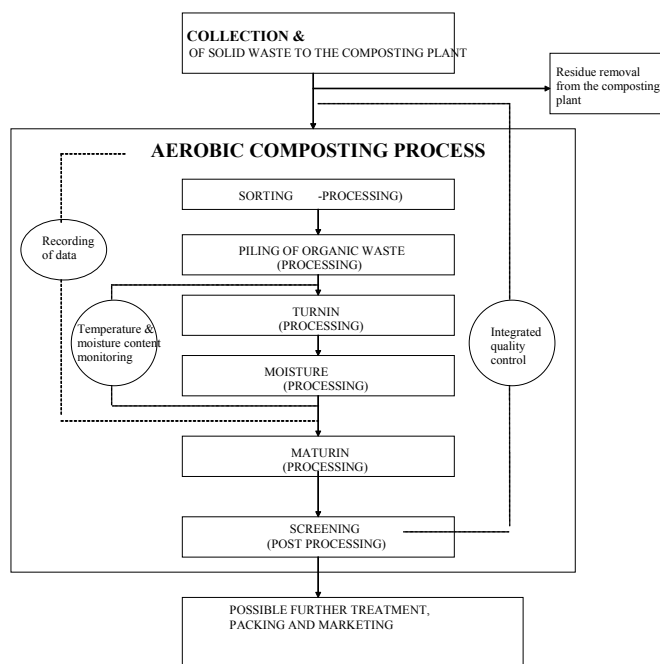 COLLECTION &
OF SOLID WASTE TO THE COMPOSTING PLANT
Residue removal
from the composting
plant
AEROBIC COMPOSTING PROCESS
SORTING -PROCESSING)
Recording
of data
PILING OF ORGANIC WASTE
(PROCESSING)
Temperature &
moisture content
monitoring
TURNIN
(PROCESSING)
Integrated
quality
control
MOISTURE
(PROCESSING)
MATURIN
(PROCESSING)
SCREENING
(POST PROCESSING)
POSSIBLE FURTHER TREATMENT,
PACKING AND MARKETING